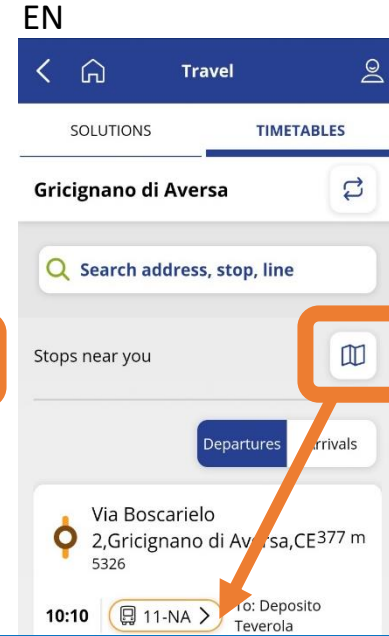 EN
Travel
SOLUTIONS TIMETABLES
Gricignano di Aversa
Search address, stop, line
Stops near you
Departures
Via Boscarielo
2,Gricignano di Aversa,CE 377 m
5326
10:10 11-NA To: Deposito
Teverola